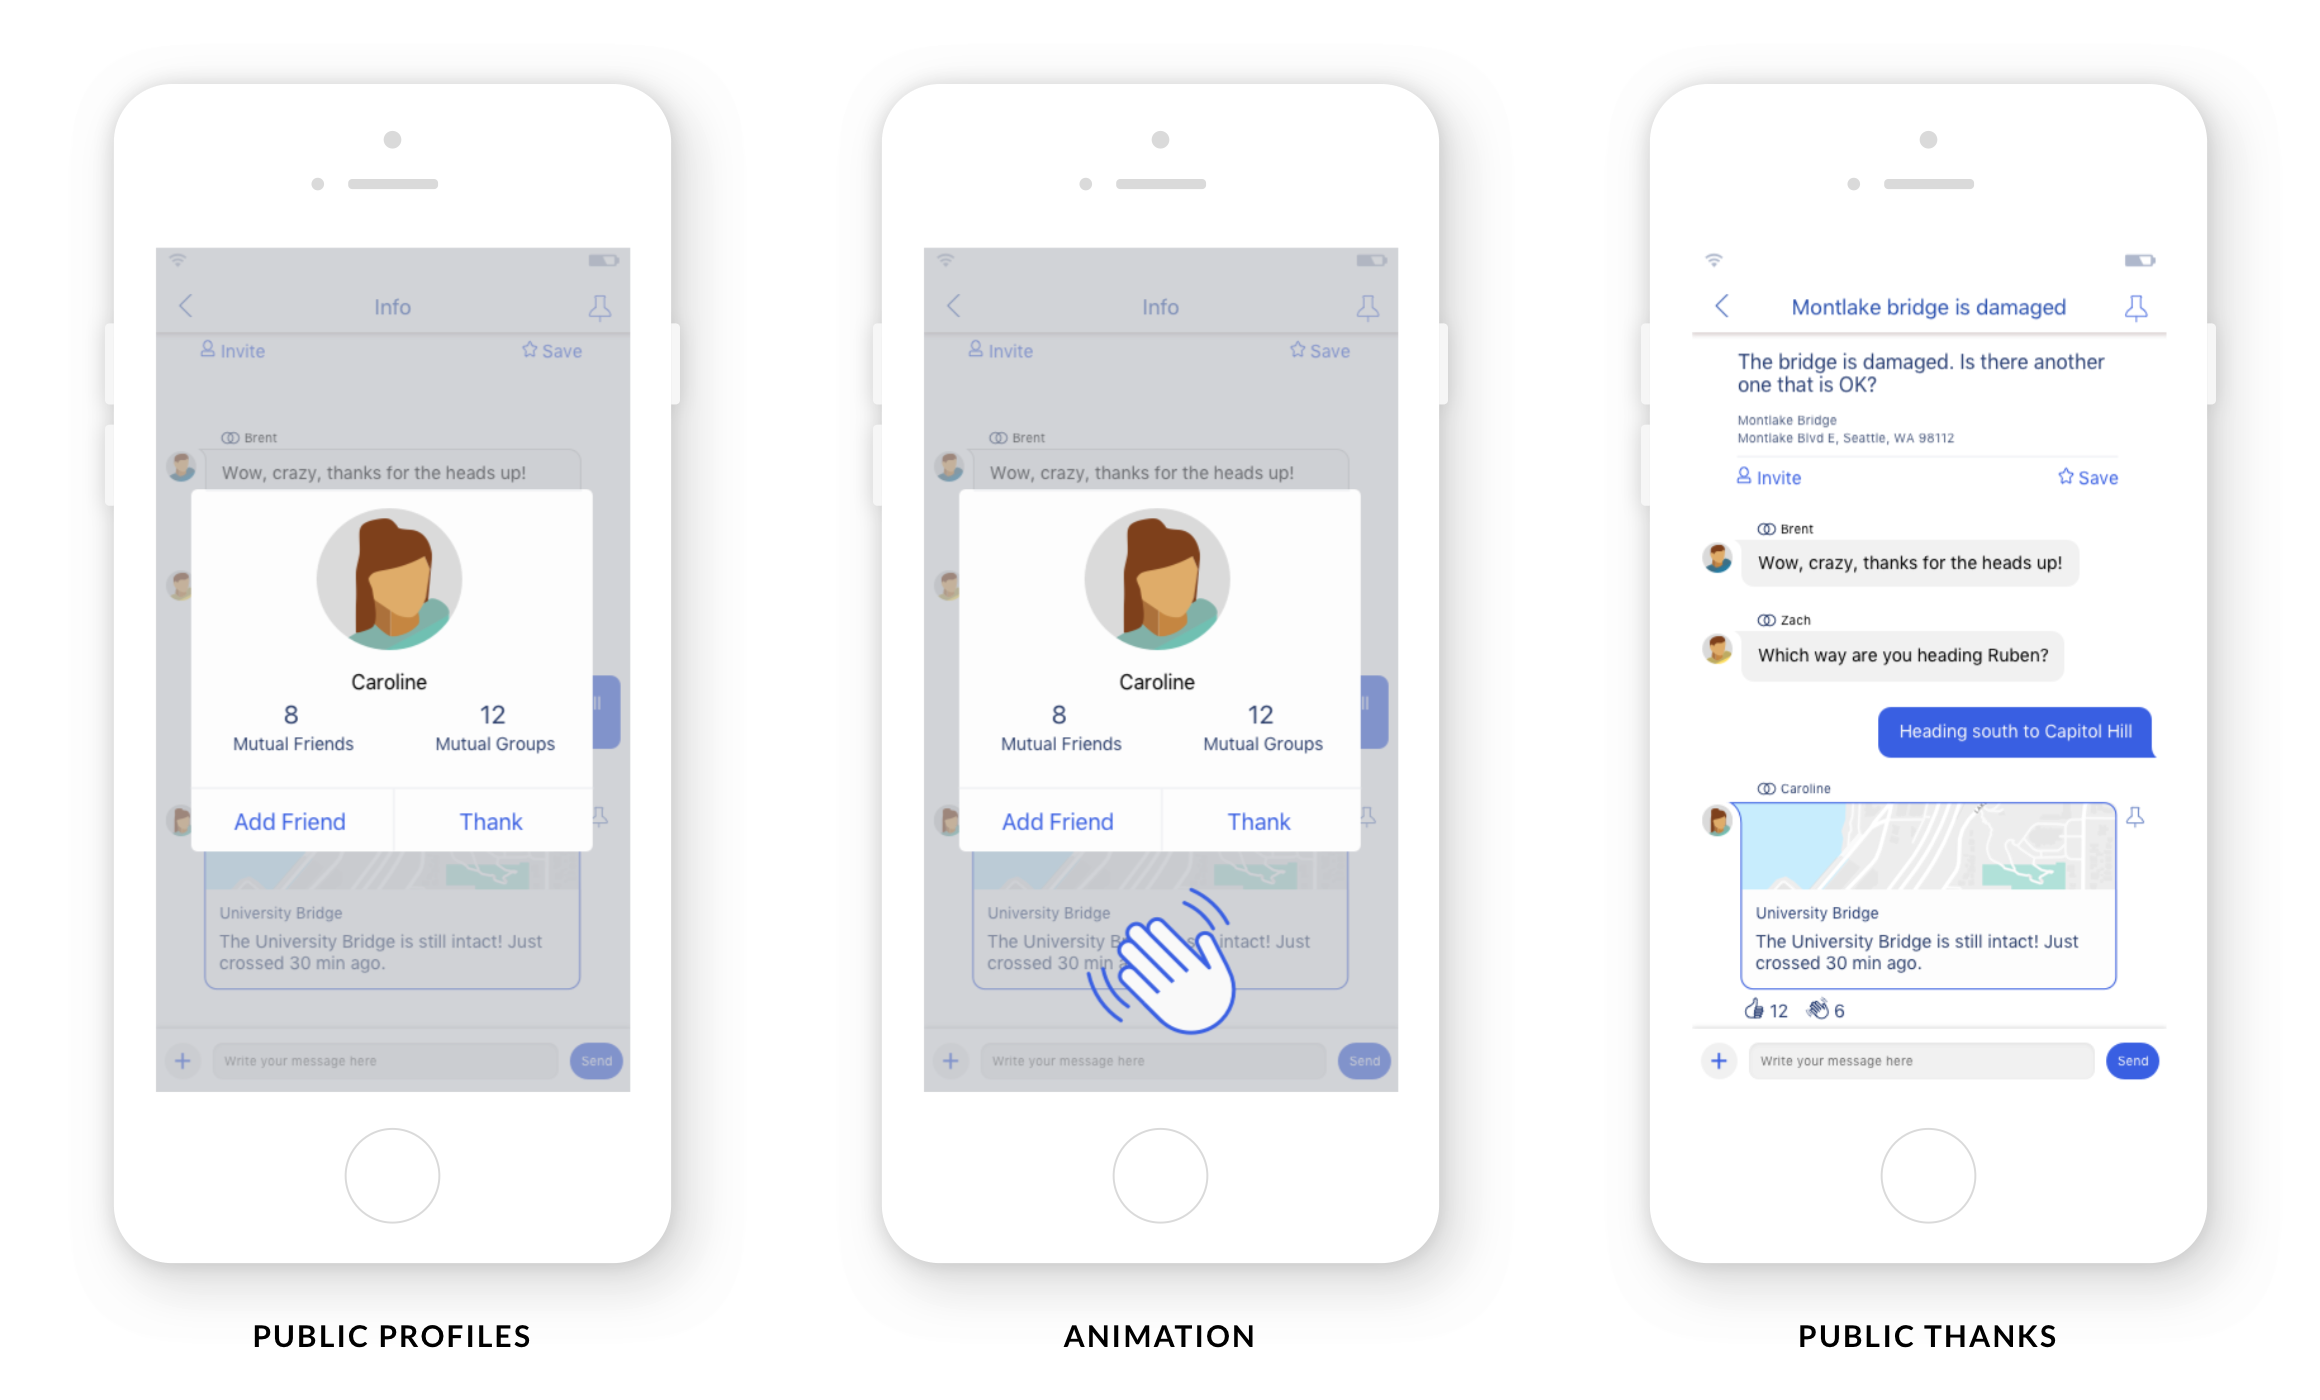 Info
Invite
Save
Brent
Wow, crazy, thanks for the heads up!
Caroline
8
12
Mutual Friends
Mutual Groups
Add Friend
Thank
University Bridge
The University Bridge is still intact! Just
crossed 30 min ago.
Write your message here
Send
PUBLIC PROFILES
Info
Invite
Save
Brent
Wow, crazy, thanks for the heads up!
Caroline
8
12
Mutual Friends
Mutual Groups
Add Friend
Thank
University Bridge
The University B s intact! Just
crossed 30 min a
Write your message here
Send
ANIMATION
Montlake bridge is damaged
The bridge is damaged. Is there another
one that is OK?
Montlake Bridge
Montlake Blvd E, Seattle, WA 98112
Invite
Save
Brent
Wow, crazy, thanks for the heads up!
Zach
Which way are you heading Ruben?
Heading south to Capitol Hill
Caroline
University Bridge
The University Bridge is still intact! Just
crossed 30 min ago.
12
6
Write your message here
Send
PUBLIC THANKS